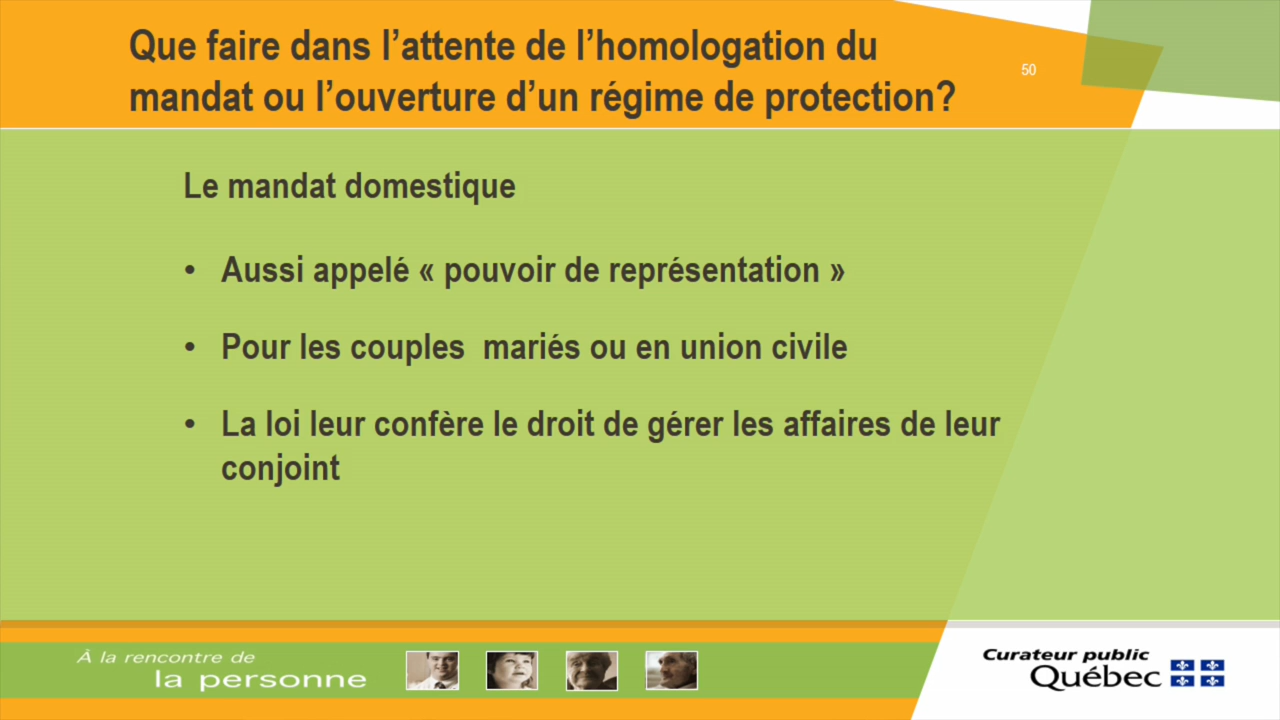 Que faire dans l’attente de l’homologation du
mandat ou l’ouverture d’un régime de protection?
50
Le mandat domestique
• Aussi appelé « pouvoir de représentation »
• Pour les couples  mariés ou en union civile
• La loi leur confère le droit de gérer les affaires de leur
conjoint
À la rencontre de
la personne
Curateur public
Québec